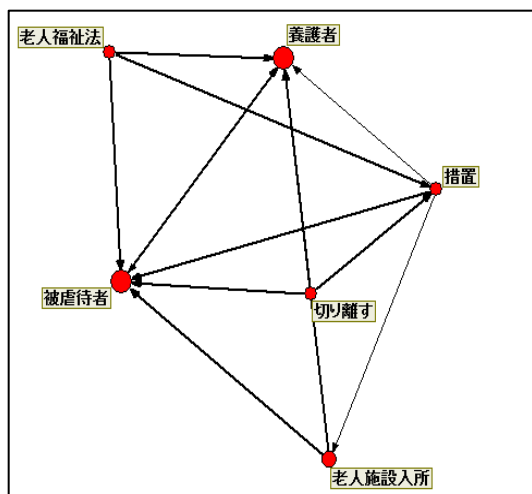 老人福祉法
養護者
措置
被虐待者
切り離す
老人施設入所